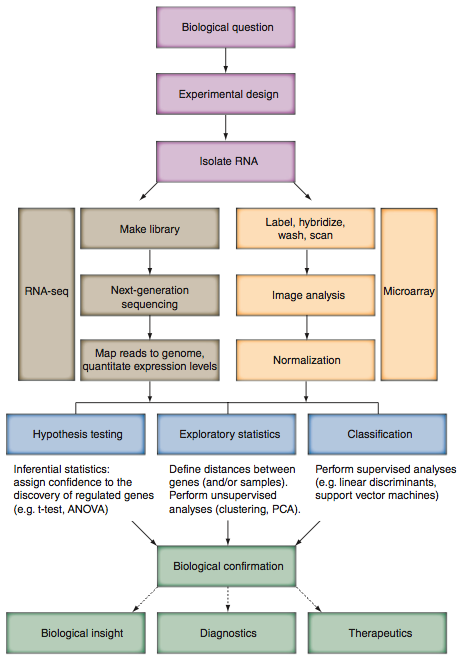 Biological question
Experimental design
Isolate RNA
RNA-seq
Make library
Next-generation
sequencing
Map reads to genome,
quantitate expression levels
Label, hybridize,
wash, scan
Image analysis
Normalization
Microarray
Hypothesis testing
Inferential statistics:
assign confidence to the
discovery of regulated genes
(e.g. t-test, ANOVA)
Exploratory statistics
Define distances between
genes (and/or samples).
Perform unsupervised
analyses (clustering, PCA).
Classification
Perform supervised analyses
(e.g. linear discriminants,
support vector machines)
Biological confirmation
Biological insight
Diagnostics
Therapeutics